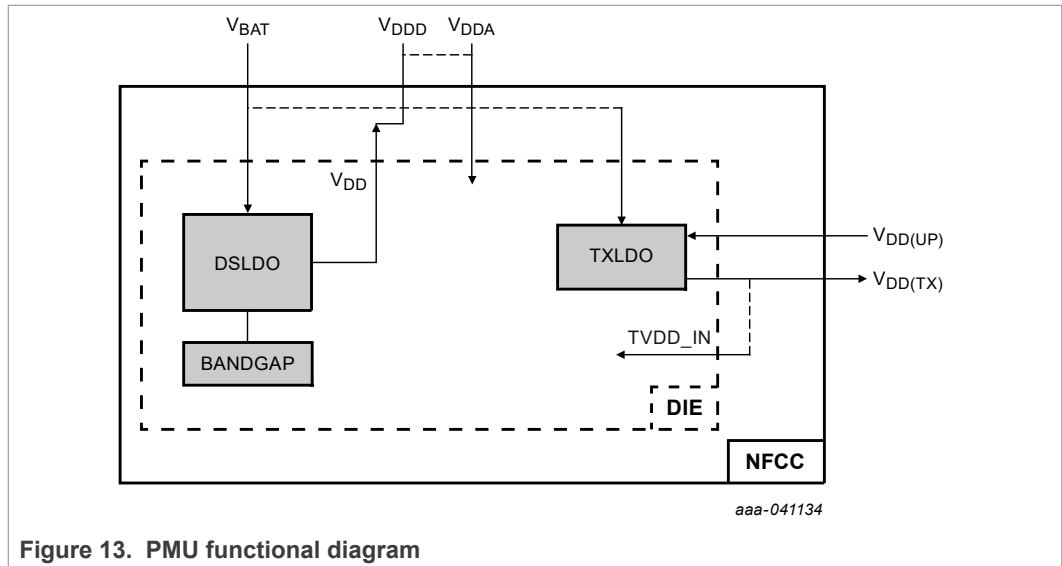 VBAT VDDD VDDA
VDD
DSLDO
TXLDO
VDD(UP)
VDD(TX)
TVDD_IN
BANDGAP
DIE
NFCC
aaa-041134
Figure 13. PMU functional diagram